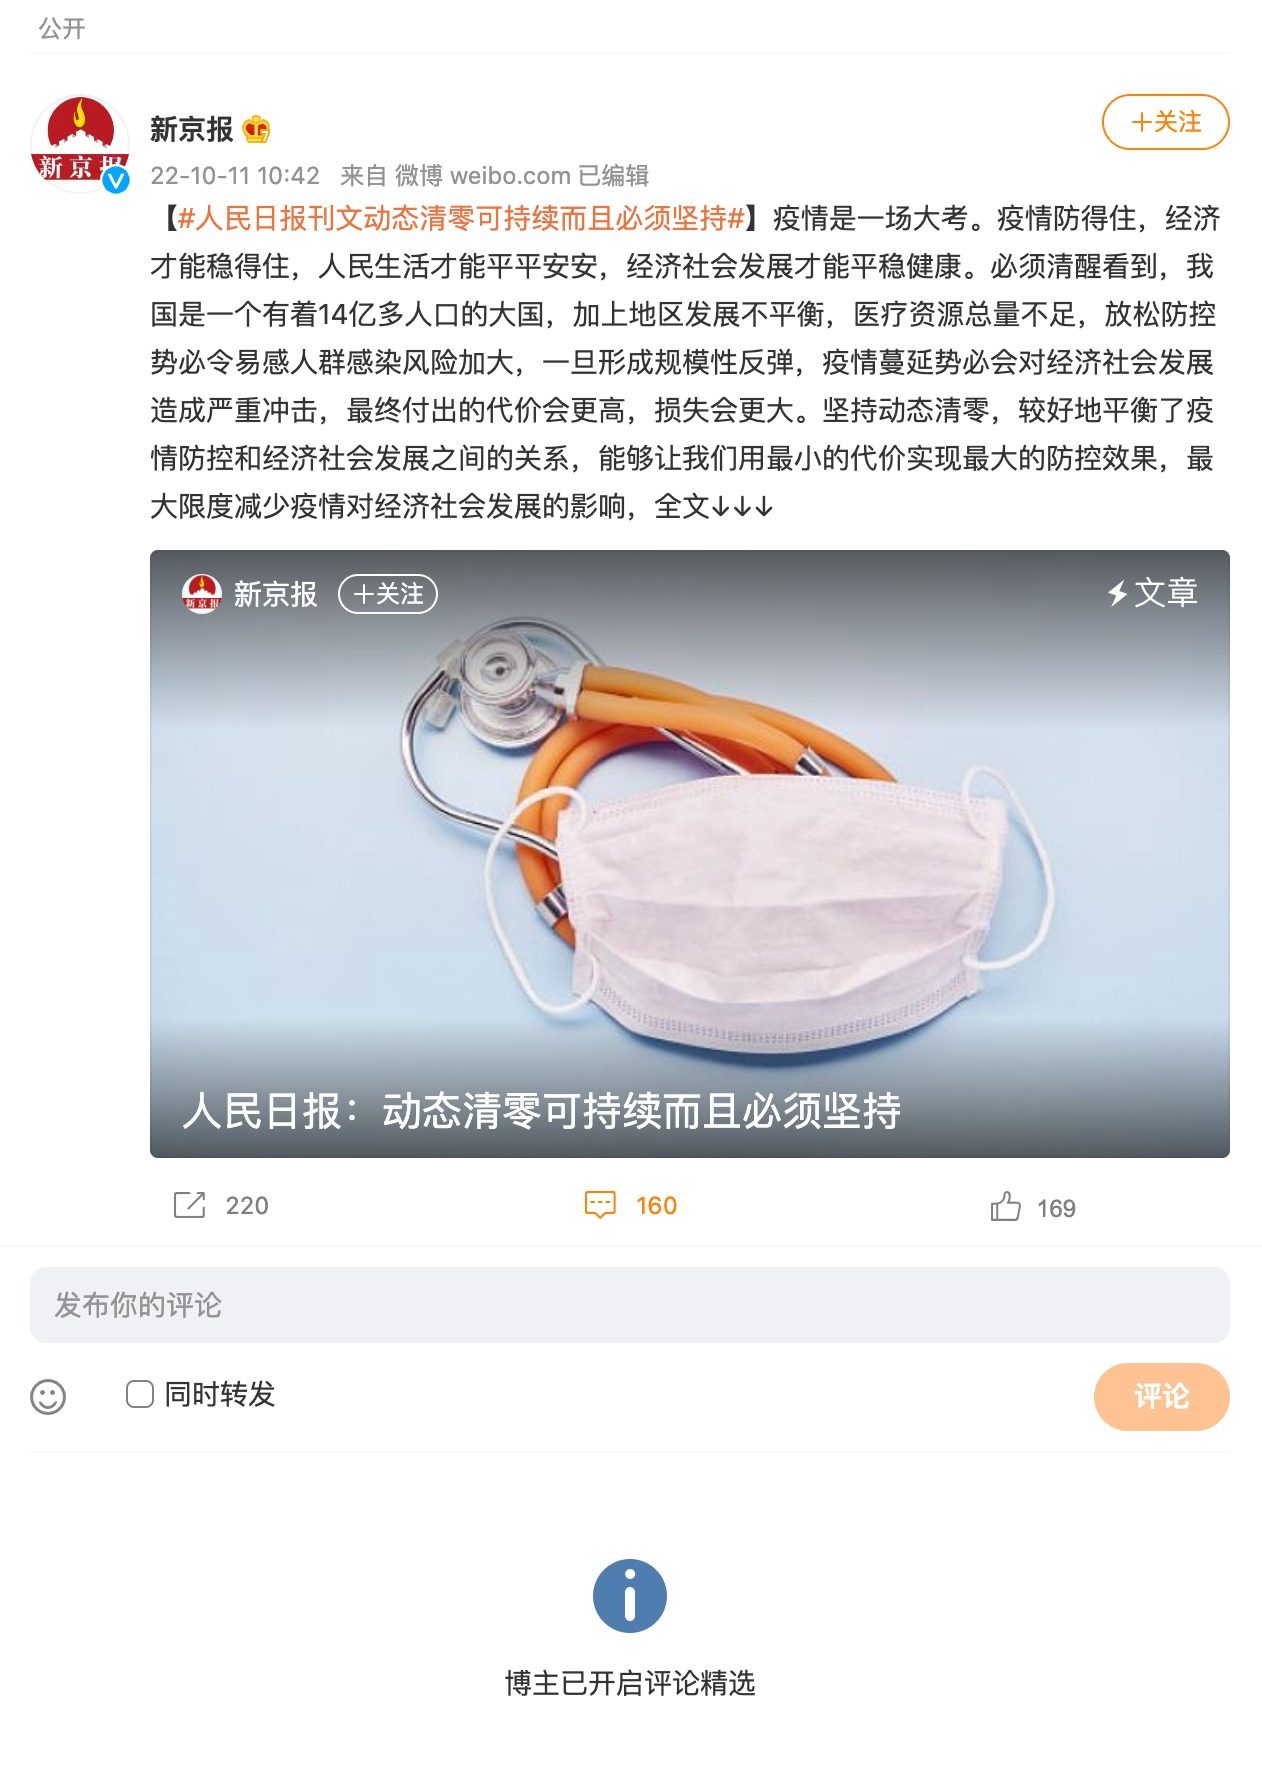 公开
新京报
新京报
＋关注
22-10-11 10:42 来自 微博 weibo.com 已编辑
【#人民日报刊文动态清零可持续而且必须坚持#】疫情是一场大考。疫情防得住，经济
才能稳得住，人民生活才能平平安安，经济社会发展才能平稳健康。必须清醒看到，我
国是一个有着14亿多人口的大国，加上地区发展不平衡，医疗资源总量不足，放松防控
势必令易感人群感染风险加大，一旦形成规模性反弹，疫情蔓延势必会对经济社会发展
造成严重冲击，最终付出的代价会更高，损失会更大。坚持动态清零，较好地平衡了疫
情防控和经济社会发展之间的关系，能够让我们用最小的代价实现最大的防控效果，最
大限度减少疫情对经济社会发展的影响，全文↓↓↓
新京报 新京报 ＋关注 文章
人民日报：动态清零可持续而且必须坚持
220 160 169
发布你的评论
同时转发 评论
博主已开启评论精选